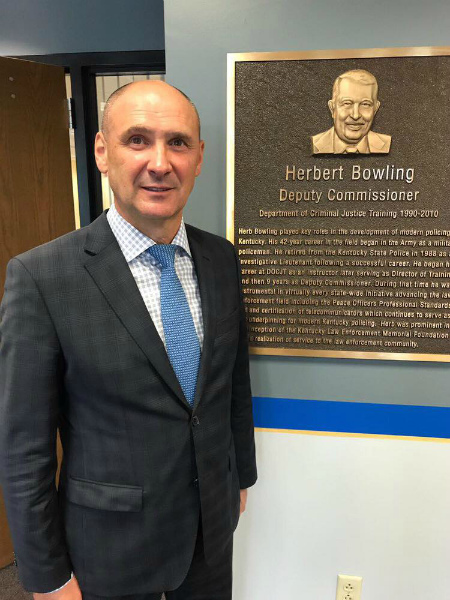 Herbert Bowling
Deputy Commissioner
Department of Criminal Justice Training 1990-2010
Herb Bowling played key roles in the development of modern policing
Kentucky. His 42-year career in the field began in the Army as a
policeman. He retired from the Kentucky State Police in 1988 as
Investigative Lieutenant following a successful career. He began
career at DOCJT as an instructor, later serving as Director of Training
and then 9 years as Deputy Commissioner. During that time he
instrumental in virtually every state-wide initiative advancing the
enforcement field including the Peace Officers Professional Standards
and certification of telecommunicators which continues to serve as
underpinning for modern Kentucky policing. Herb was prominent in
inception of the Kentucky Law Enforcement Memorial Foundation
realization of service to the law enforcement community.